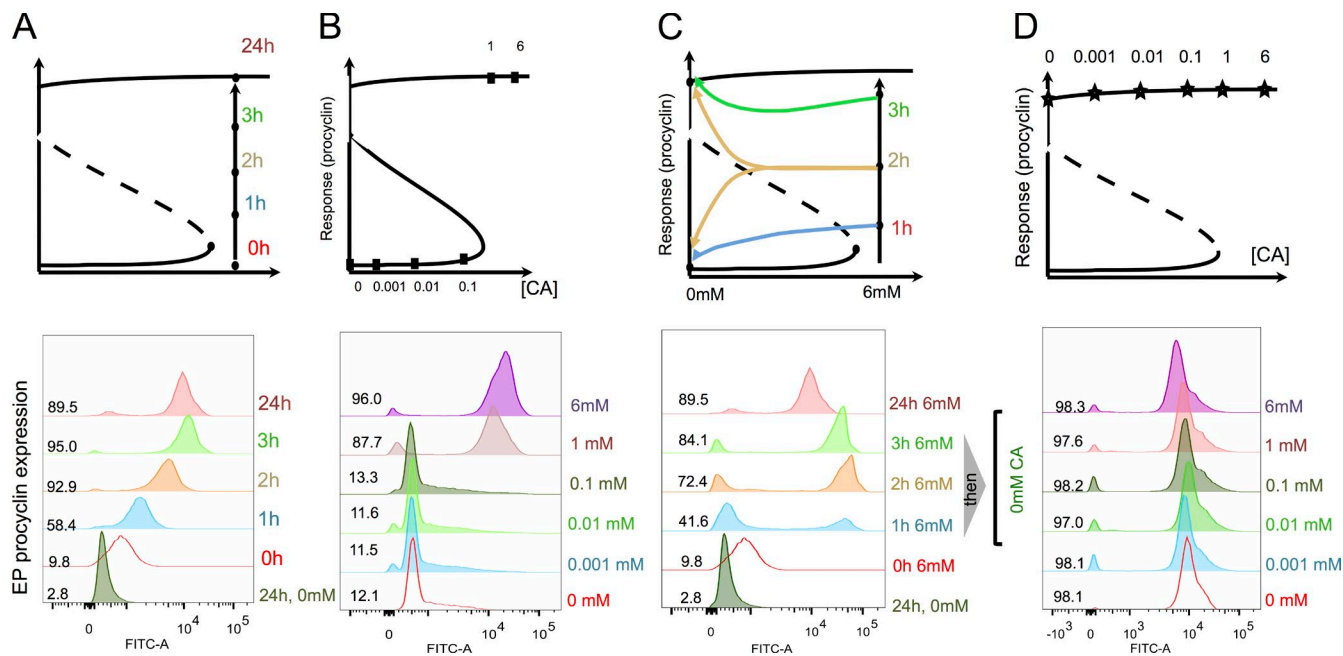 A
24h
3h
2h
1h
0h
B
1 6
Response (procyclin)
0 0.001 0.01 0.1
[CA]
C
Response (procyclin)
3h
2h
1h
0mM 6mM
D
0 0.001 0.01 0.1 1 6
Response (procyclin)
[CA]
EP procyclin expression
89.5 24h
95.0 3h
92.9 2h
58.4 1h
9.8 0h
2.8 24h, 0mM
0 10^4 10^5
FITC-A
96.0 6mM
87.7 1 mM
13.3 0.1 mM
11.6 0.01 mM
11.5 0.001 mM
12.1 0 mM
0 10^4 10^5
FITC-A
89.5 24h 6mM
84.1 3h 6mM
72.4 2h 6mM
41.6 1h 6mM
9.8 0h 6mM
2.8 24h, 0mM
0 10^4 10^5
FITC-A
then
0mM CA
98.3 6mM
97.6 1 mM
98.2 0.1 mM
97.0 0.01 mM
98.1 0.001 mM
98.1 0 mM
-10^3 0 10^3 10^4 10^5
FITC-A